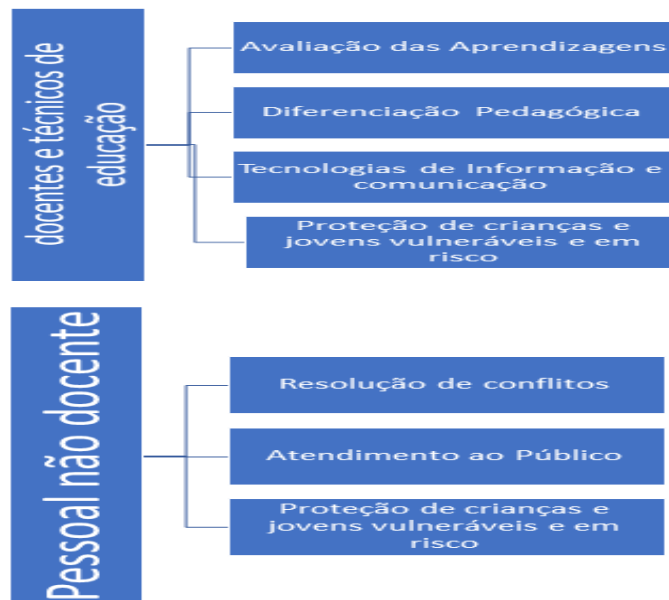 docentes e técnicos de
educação
Avaliação das Aprendizagens
Diferenciação Pedagógica
Tecnologias de Informação e
comunicação
Proteção de crianças e
jovens vulneráveis e em
risco
Pessoal não docente
Resolução de conflitos
Atendimento ao Público
Proteção de crianças e
jovens vulneráveis e em
risco